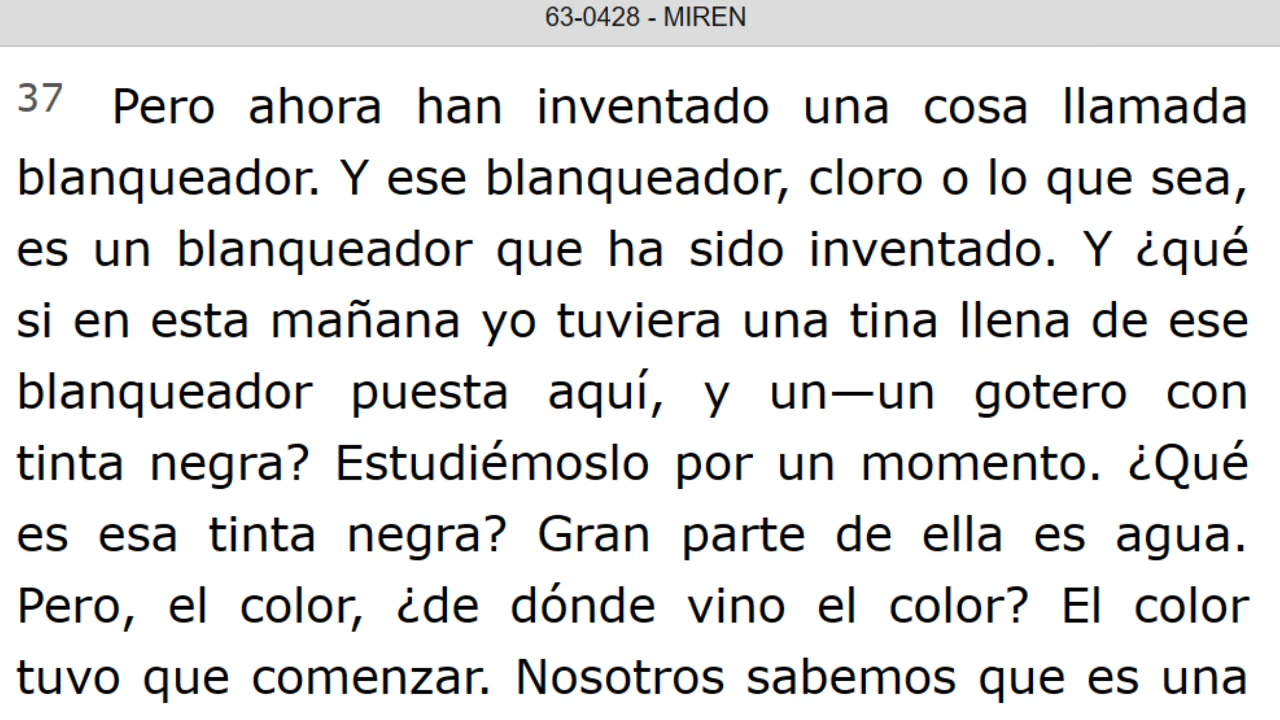 63-0428 - MIREN
37 Pero ahora han inventado una cosa llamada
blanqueador. Y ese blanqueador, cloro o lo que sea,
es un blanqueador que ha sido inventado. Y ¿qué
si en esta mañana yo tuviera una tina llena de ese
blanqueador puesta aquí, y un—un gotero con
tinta negra? Estudiémoslo por un momento. ¿Qué
es esa tinta negra? Gran parte de ella es agua.
Pero, el color, ¿de dónde vino el color? El color
tuvo que comenzar. Nosotros sabemos que es una